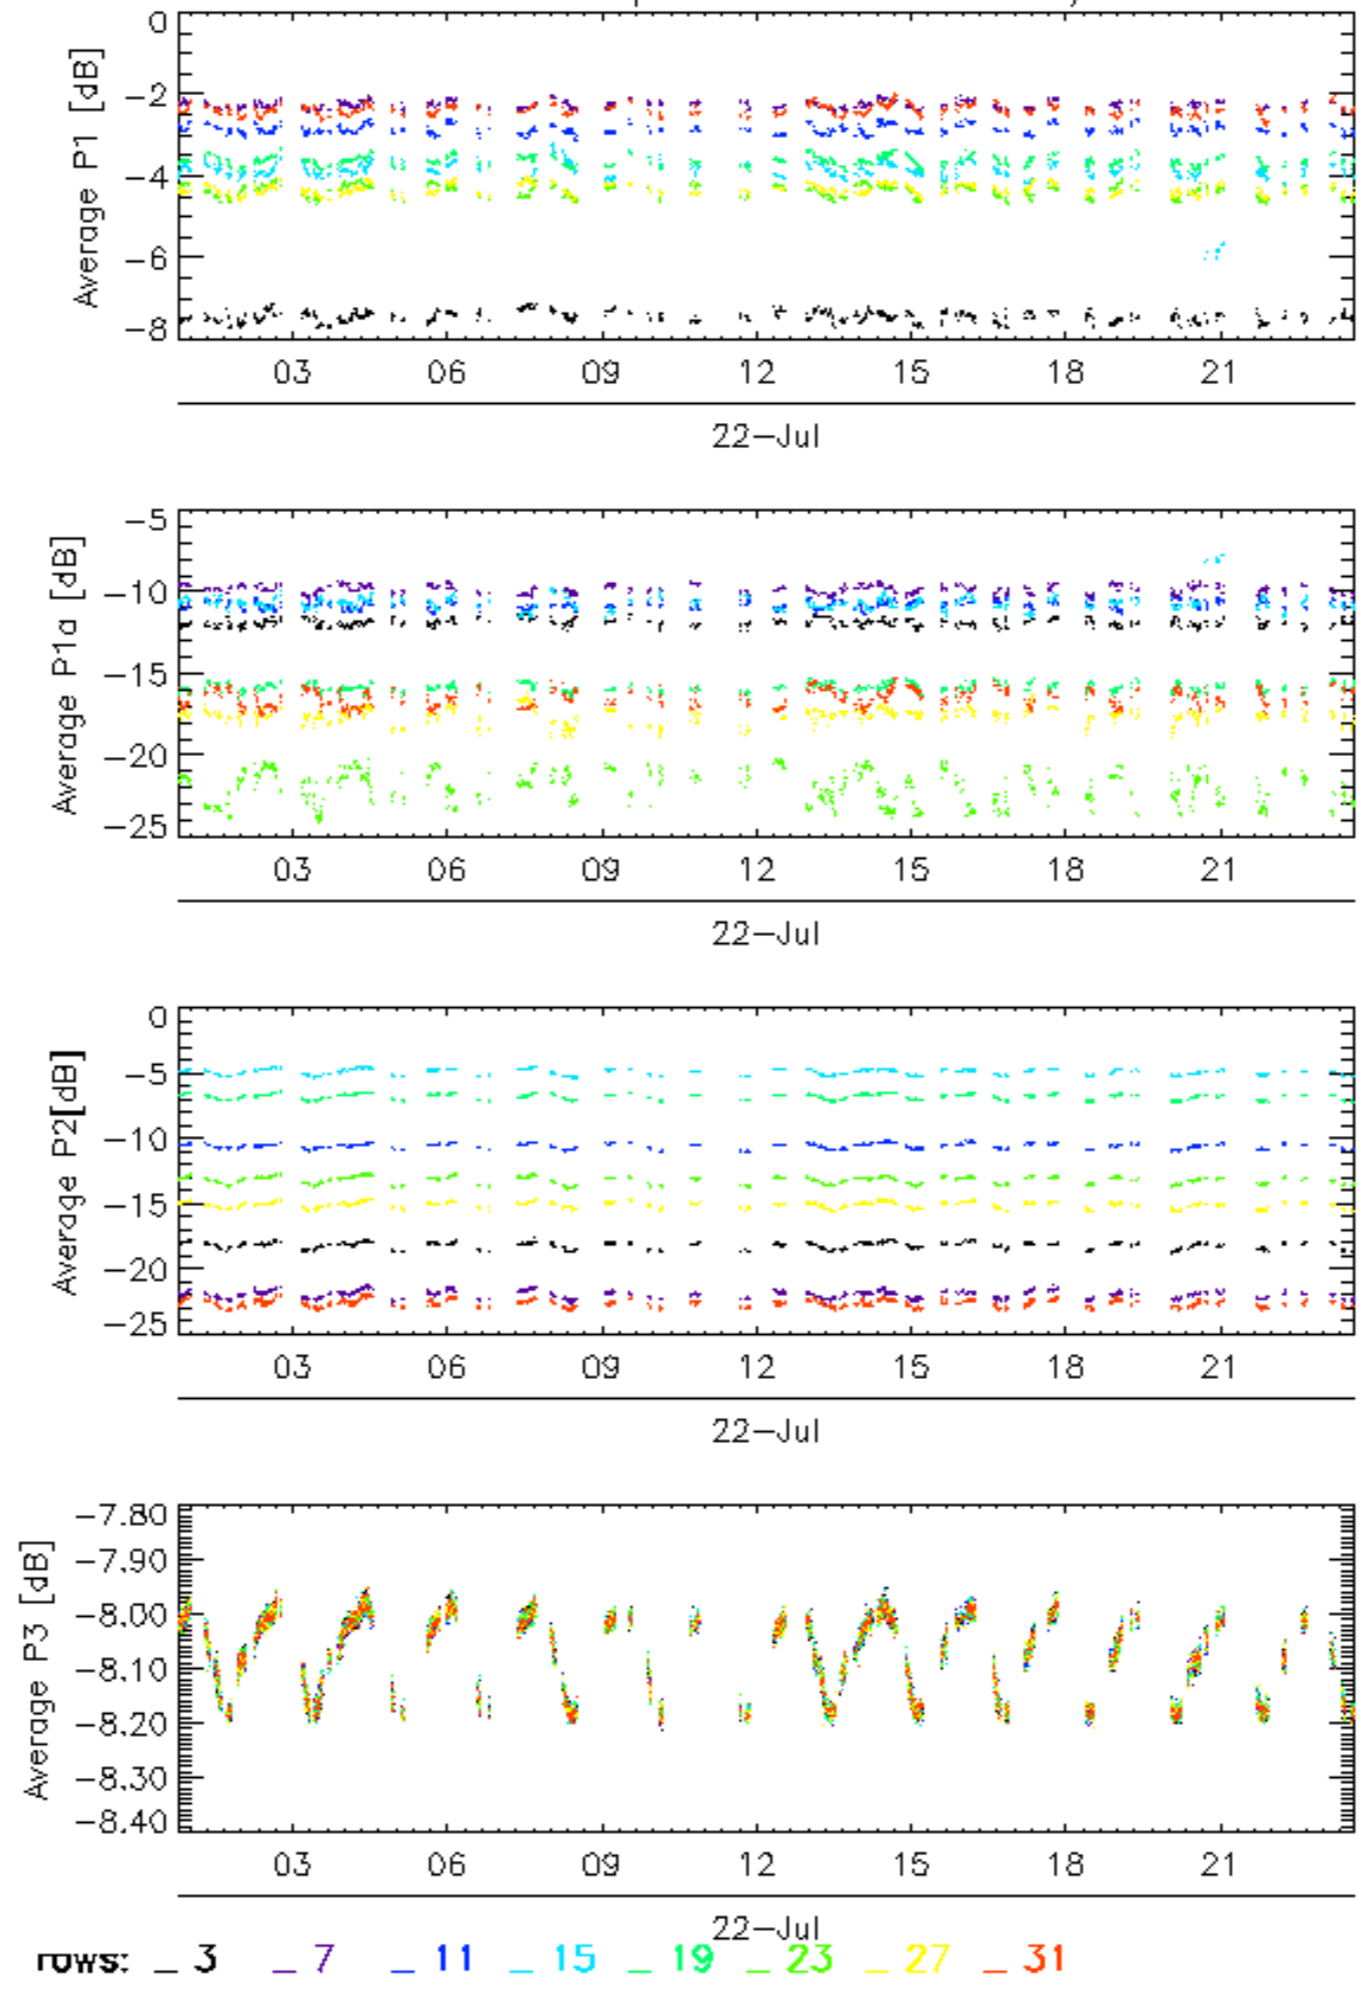 0
-2
-4
-6
-8
Average P1 [dB]
03 06 09 12 15 18 21
22-Jul
-5
-10
-15
-20
-25
Average P1a [dB]
03 06 09 12 15 18 21
22-Jul
0
-5
-10
-15
-20
-25
Average P2[dB]
03 06 09 12 15 18 21
22-Jul
-7.80
-7.90
-8.00
-8.10
-8.20
-8.30
-8.40
Average P3 [dB]
03 06 09 12 15 18 21
22-Jul
rows: _ 3 _ 7 _ 11 _ 15 _ 19 _ 23 _ 27 _ 31